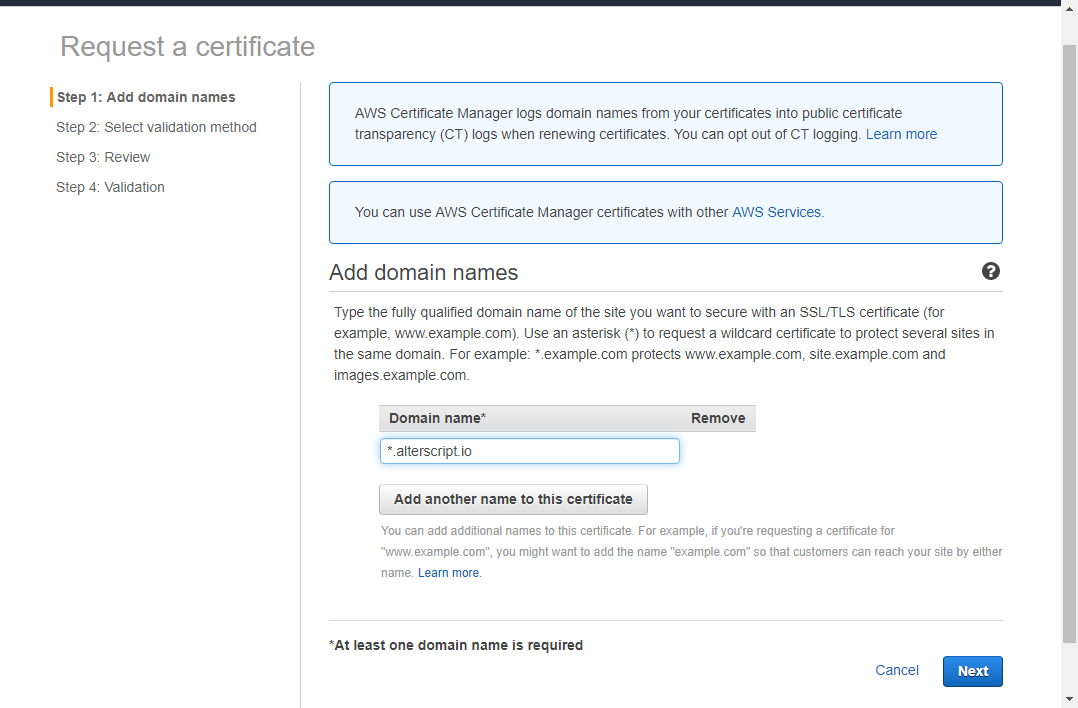 Request a certificate
Step 1: Add domain names
Step 2: Select validation method
Step 3: Review
Step 4: Validation
AWS Certificate Manager logs domain names from your certificates into public certificate
transparency (CT) logs when renewing certificates. You can opt out of CT logging. Learn more
You can use AWS Certificate Manager certificates with other AWS Services.
Add domain names
?
Type the fully qualified domain name of the site you want to secure with an SSL/TLS certificate (for
example, www.example.com). Use an asterisk (*) to request a wildcard certificate to protect several sites in
the same domain. For example: *.example.com protects www.example.com, site.example.com and
images.example.com.
Domain name* Remove
*.alterscript.io
Add another name to this certificate
You can add additional names to this certificate. For example, if you're requesting a certificate for
"www.example.com", you might want to add the name "example.com" so that customers can reach your site by either
name. Learn more.
*At least one domain name is required
Cancel Next